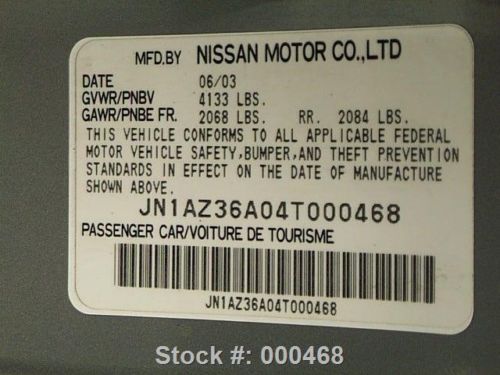 MFD.BY NISSAN MOTOR CO.,LTD
DATE 06/03
GVWR/PNBV 4133 LBS.
GAWR/PNBE FR. 2068 LBS. RR. 2084 LBS.
THIS VEHICLE CONFORMS TO ALL APPLICABLE FEDERAL
MOTOR VEHICLE SAFETY,BUMPER,AND THEFT PREVENTION
STANDARDS IN EFFECT ON THE DATE OF MANUFACTURE
SHOWN ABOVE.
JN1AZ36A04T000468
PASSENGER CAR/VOITURE DE TOURISME
JN1AZ36A04T000468
Stock #: 000468